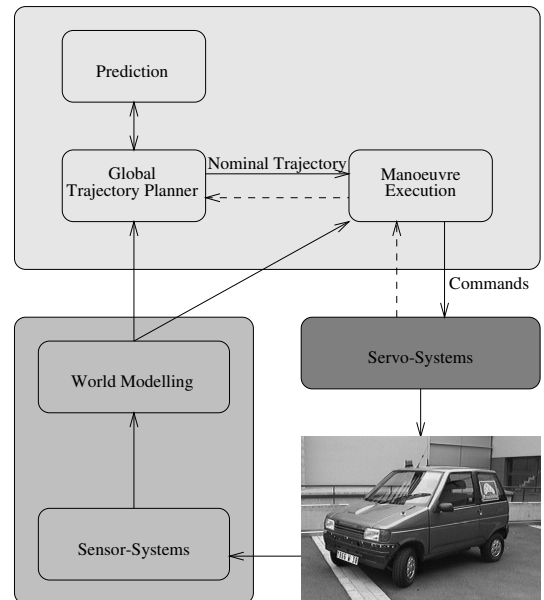 Prediction
Nominal Trajectory
Global
Trajectory Planner
Manoeuvre
Execution
Commands
World Modelling
Servo-Systems
Sensor-Systems